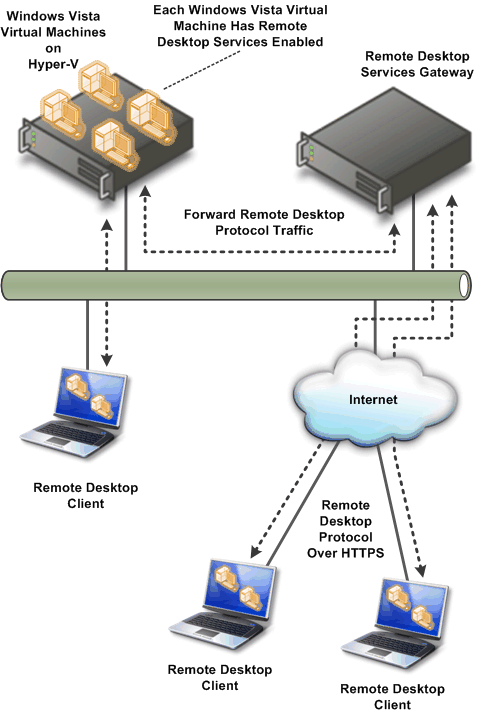 Windows Vista
Virtual Machines
on
Hyper-V
Each Windows Vista Virtual
Machine Has Remote
Desktop Services Enabled
Remote Desktop
Services Gateway
Forward Remote Desktop
Protocol Traffic
Internet
Remote Desktop
Client
Remote
Desktop
Protocol
Over HTTPS
Remote Desktop
Client
Remote Desktop
Client